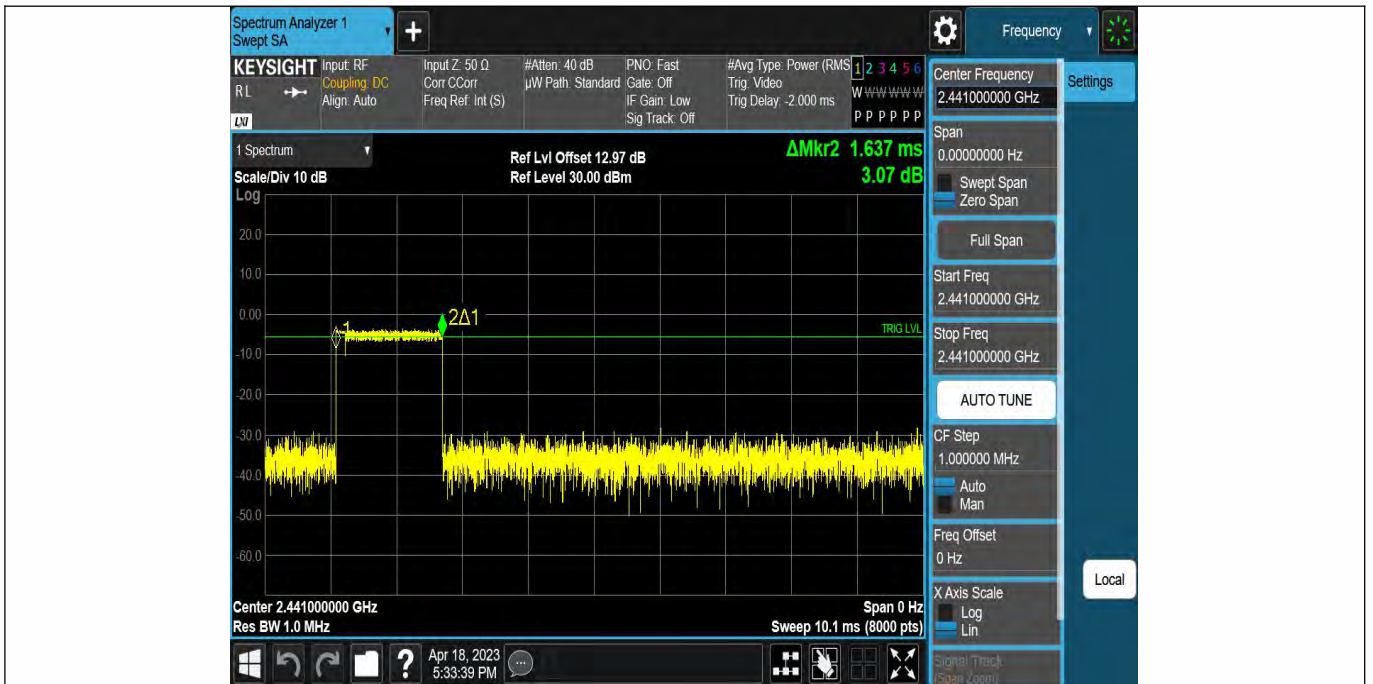 Spectrum Analyzer 1
Swept SA
+
Frequency
KEYSIGHT
RL
LXI
Input: RF
Coupling: DC
Align: Auto
Input Z: 50 Ω
Corr CCorr
Freq Ref: Int (S)
#Atten: 40 dB
µW Path: Standard
PNO: Fast
Gate: Off
IF Gain: Low
Sig Track: Off
#Avg Type: Power (RMS
Trig: Video
Trig Delay: -2.000 ms
1 2 3 4 5 6
W W W W W W
P P P P P P
1 Spectrum
Scale/Div 10 dB
Log
Ref Lvl Offset 12.97 dB
Ref Level 30.00 dBm
ΔMkr2 1.637 ms
3.07 dB
20.0
10.0
0.00
-10.0
-20.0
-30.0
-40.0
-50.0
-60.0
1
2Δ1
TRIG LVL
Center 2.441000000 GHz
Res BW 1.0 MHz
Span 0 Hz
Sweep 10.1 ms (8000 pts)
Center Frequency
2.441000000 GHz
Settings
Span
0.00000000 Hz
Swept Span
Zero Span
Full Span
Start Freq
2.441000000 GHz
Stop Freq
2.441000000 GHz
AUTO TUNE
CF Step
1.000000 MHz
Auto
Man
Freq Offset
0 Hz
X Axis Scale
Log
Lin
Signal Track
(Span Zoom)
Local
?
Apr 18, 2023
5:33:39 PM